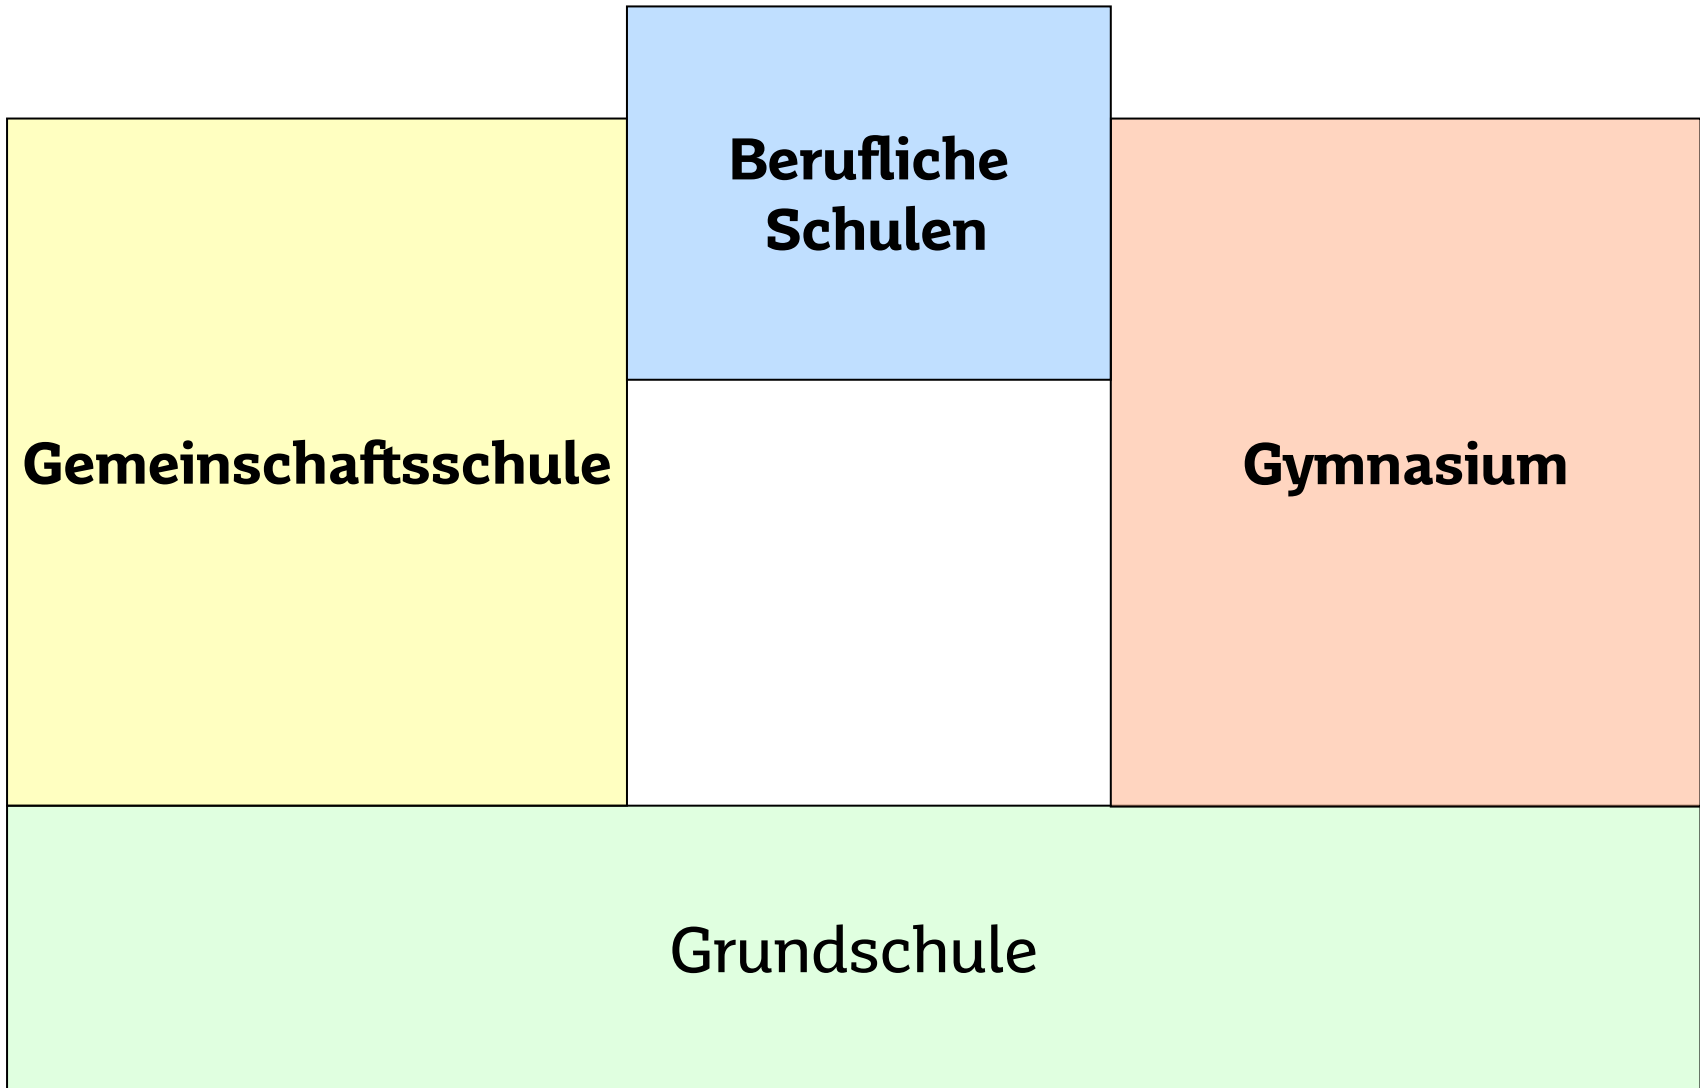 Berufliche
Schulen
Gemeinschaftsschule
Gymnasium
Grundschule